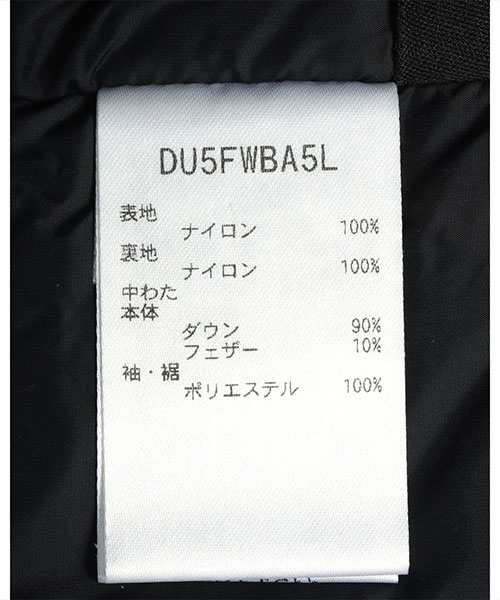 DU5FWBA5L
表地
ナイロン 100%
裏地
ナイロン 100%
中わた
本体
ダウン 90%
フェザー 10%
袖・裾
ポリエステル 100%